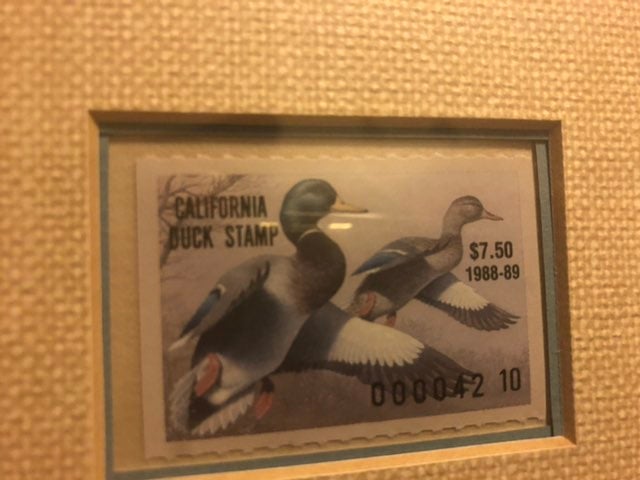 CALIFORNIA
DUCK STAMP
$7.50
1988-89
000042 10